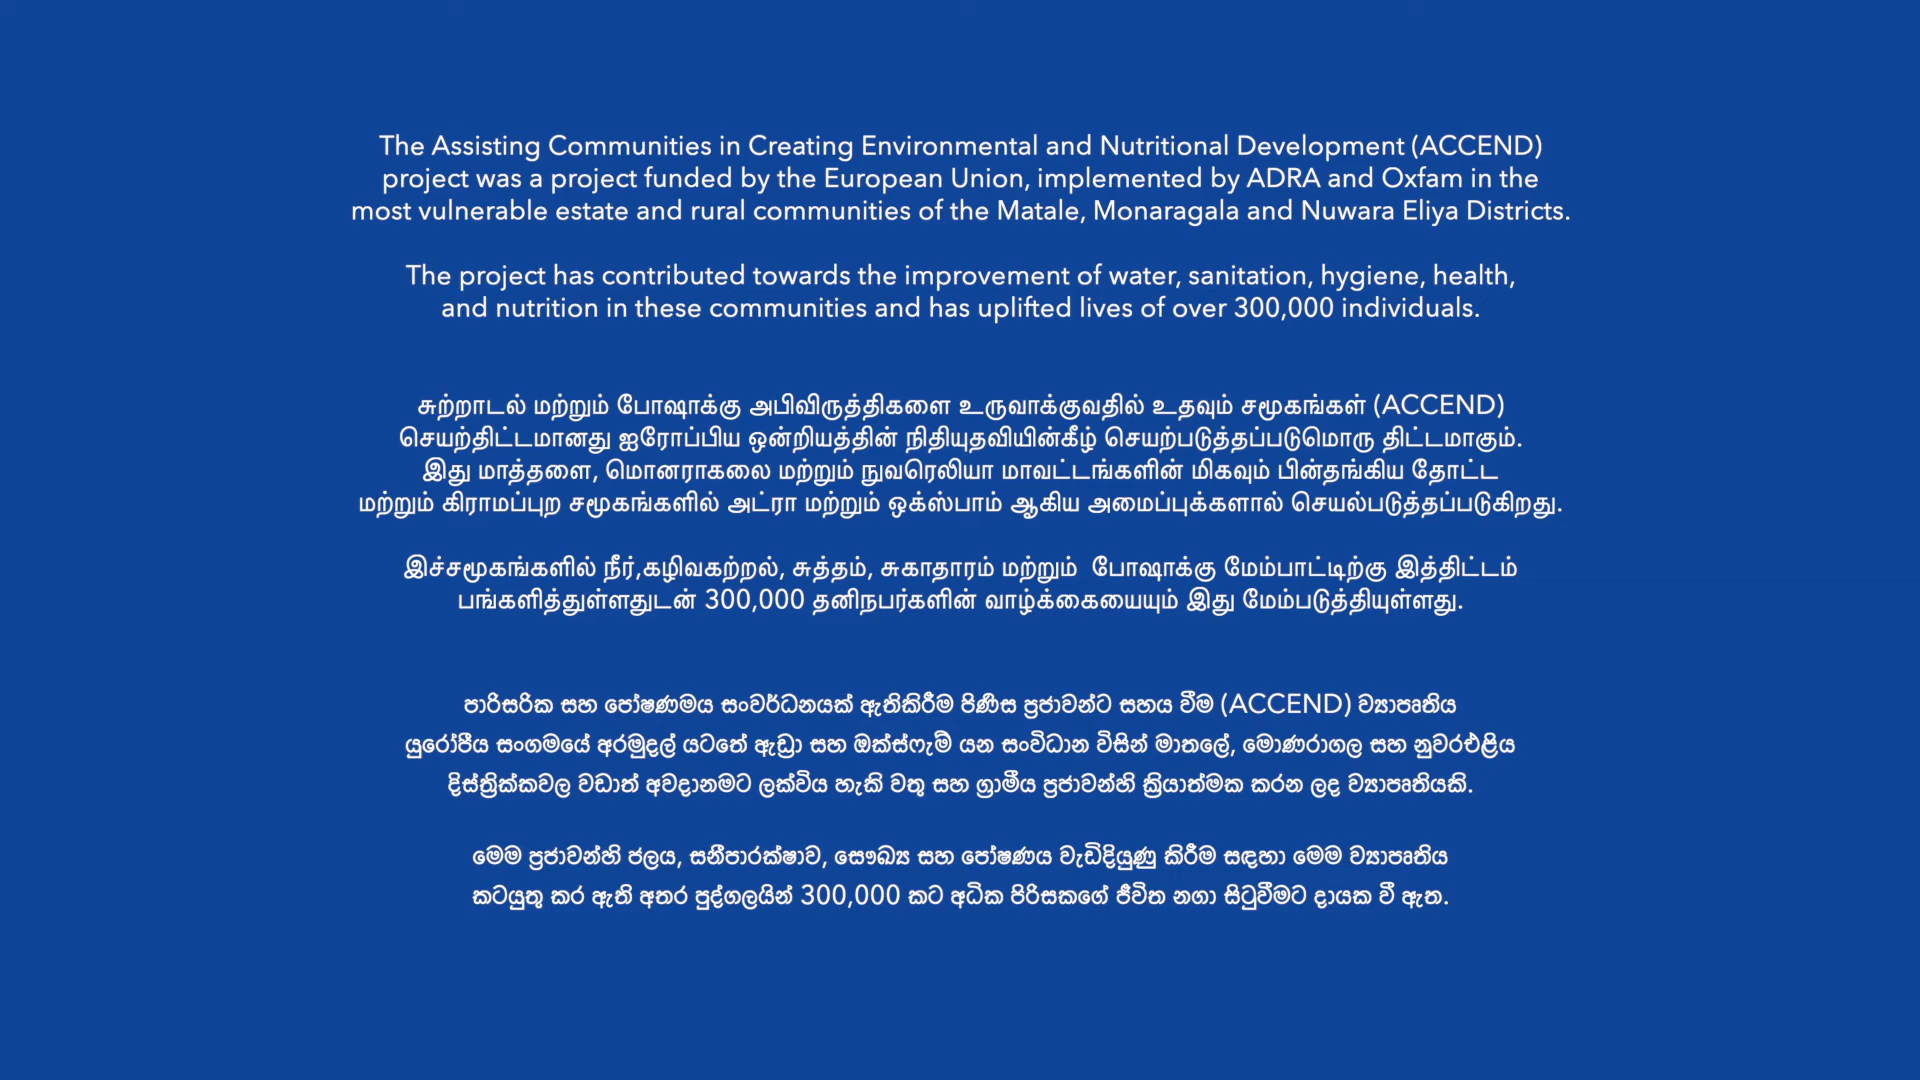 The Assisting Communities in Creating Environmental and Nutritional Development (ACCEND)
project was a project funded by the European Union, implemented by ADRA and Oxfam in the
most vulnerable estate and rural communities of the Matale, Monaragala and Nuwara Eliya Districts.
The project has contributed towards the improvement of water, sanitation, hygiene, health,
and nutrition in these communities and has uplifted lives of over 300,000 individuals.
சுற்றாடல் மற்றும் போஷாக்கு அபிவிருத்திகளை உருவாக்குவதில் உதவும் சமூகங்கள் (ACCEND)
செயற்திட்டமானது ஐரோப்பிய ஒன்றியத்தின் நிதியுதவியின்கீழ் செயற்படுத்தப்படுமொரு திட்டமாகும்.
இது மாத்தளை, மொனராகலை மற்றும் நுவரெலியா மாவட்டங்களின் மிகவும் பின்தங்கிய தோட்ட
மற்றும் கிராமப்புற சமூகங்களில் அட்ரா மற்றும் ஒக்ஸ்பாம் ஆகிய அமைப்புக்களால் செயல்படுத்தப்படுகிறது.
இச்சமூகங்களில் நீர்,கழிவகற்றல், சுத்தம், சுகாதாரம் மற்றும் போஷாக்கு மேம்பாட்டிற்கு இத்திட்டம்
பங்களித்துள்ளதுடன் 300,000 தனிநபர்களின் வாழ்க்கையையும் இது மேம்படுத்தியுள்ளது.
පාරිසරික සහ පෝෂණමය සංවර්ධනයක් ඇතිකිරීම පිණිස ප්‍රජාවන්ට සහය වීම (ACCEND) ව්‍යාපෘතිය
යුරෝපීය සංගමයේ අරමුදල් යටතේ ඇඩ්‍රා සහ ඔක්ස්ෆැම් යන සංවිධාන විසින් මාතලේ, මොණරාගල සහ නුවරඑළිය
දිස්ත්‍රික්කවල වඩාත් අවදානමට ලක්විය හැකි වතු සහ ග්‍රාමීය ප්‍රජාවන්හි ක්‍රියාත්මක කරන ලද ව්‍යාපෘතියකි.
මෙම ප්‍රජාවන්හි ජලය, සනීපාරක්ෂාව, සෞඛ්‍ය සහ පෝෂණය වැඩිදියුණු කිරීම සඳහා මෙම ව්‍යාපෘතිය
කටයුතු කර ඇති අතර පුද්ගලයින් 300,000 කට අධික පිරිසකගේ ජීවිත නගා සිටුවීමට දායක වී ඇත.